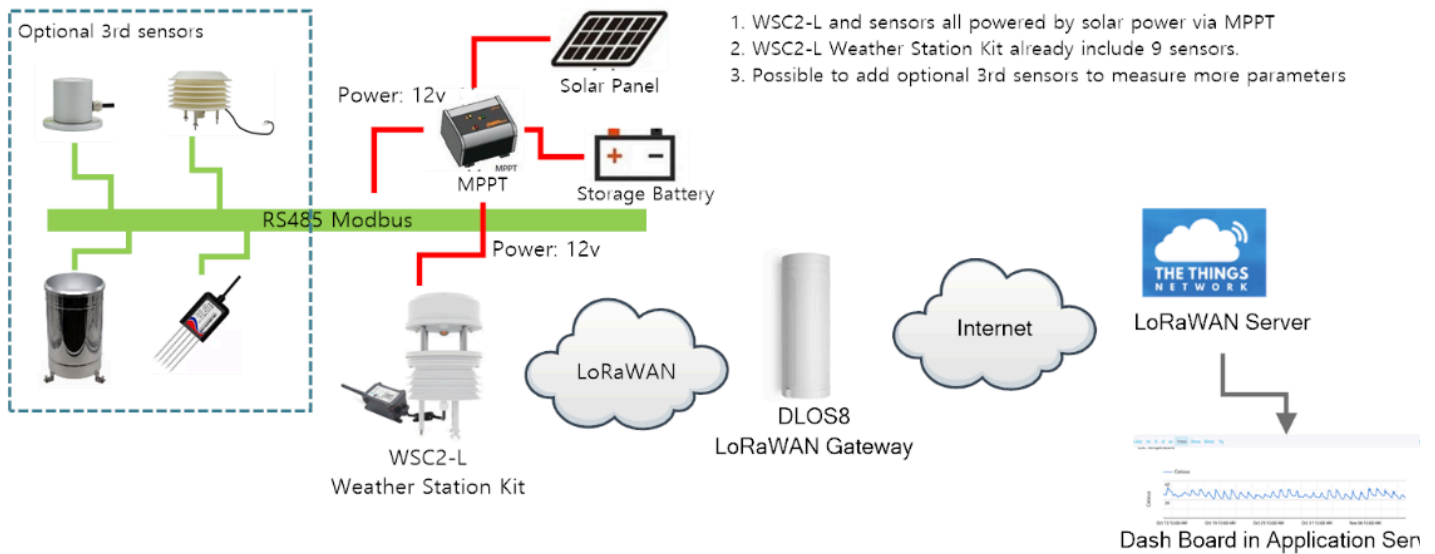 Optional 3rd sensors
Power: 12v
Solar Panel
MPPT
MPPT
Storage Battery
RS485 Modbus
Power: 12v
1. WSC2-L and sensors all powered by solar power via MPPT
2. WSC2-L Weather Station Kit already include 9 sensors.
3. Possible to add optional 3rd sensors to measure more parameters
WSC2-L
Weather Station Kit
LoRaWAN
DLOS8
LoRaWAN Gateway
Internet
THE THINGS
NETWORK
LoRaWAN Server
Celsius
Celsius
Dash Board in Application Serv